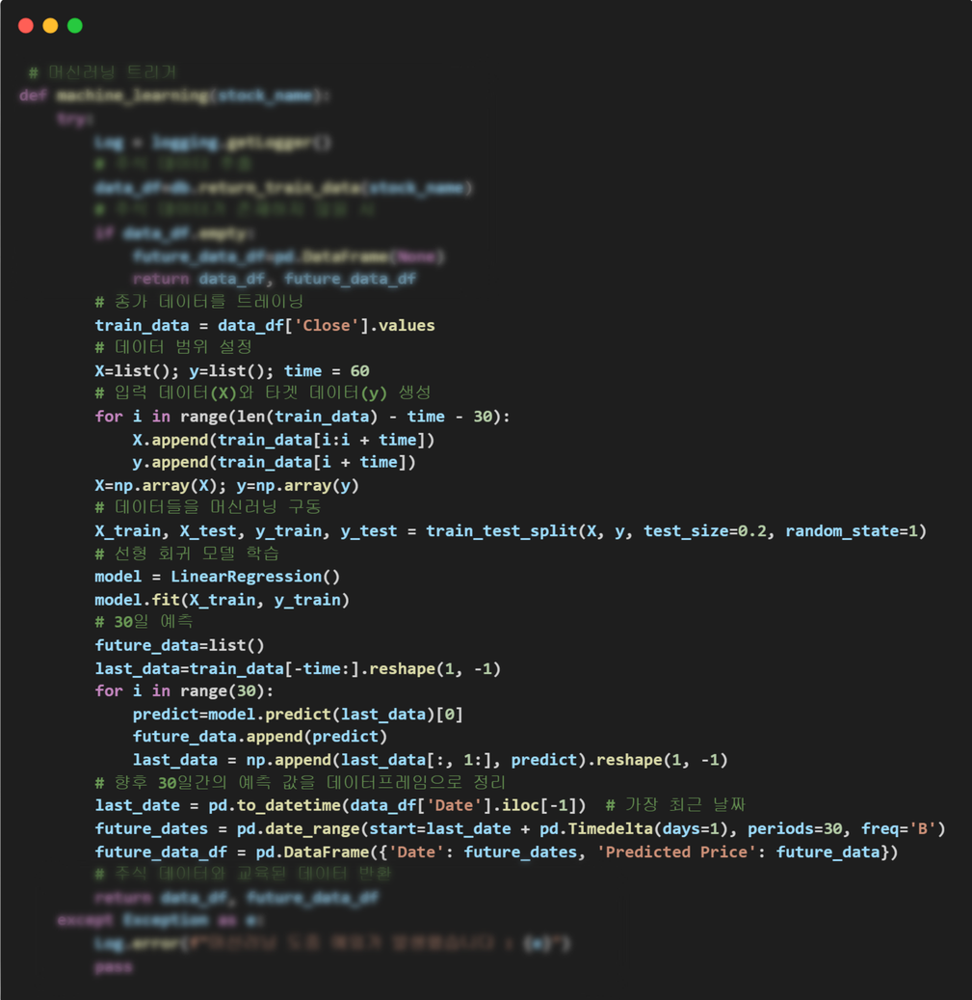 # 머신러닝 트리거
def machine_learning(stock_name):
try:
Log = logging.getLogger()
# 주식 데이터 추출
data_df=db.return_train_data(stock_name)
# 주식 데이터가 존재하지 않을 시
if data_df.empty:
future_data_df=pd.DataFrame(None)
return data_df, future_data_df
# 종가 데이터를 트레이닝
train_data = data_df['Close'].values
# 데이터 범위 설정
X=list(); y=list(); time = 60
# 입력 데이터(X)와 타겟 데이터(y) 생성
for i in range(len(train_data) - time - 30):
X.append(train_data[i:i + time])
y.append(train_data[i + time])
X=np.array(X); y=np.array(y)
# 데이터들을 머신러닝 구동
X_train, X_test, y_train, y_test = train_test_split(X, y, test_size=0.2, random_state=1)
# 선형 회귀 모델 학습
model = LinearRegression()
model.fit(X_train, y_train)
# 30일 예측
future_data=list()
last_data=train_data[-time:].reshape(1, -1)
for i in range(30):
predict=model.predict(last_data)[0]
future_data.append(predict)
last_data = np.append(last_data[:, 1:], predict).reshape(1, -1)
# 향후 30일간의 예측 값을 데이터프레임으로 정리
last_date = pd.to_datetime(data_df['Date'].iloc[-1])  # 가장 최근 날짜
future_dates = pd.date_range(start=last_date + pd.Timedelta(days=1), periods=30, freq='B')
future_data_df = pd.DataFrame({'Date': future_dates, 'Predicted Price': future_data})
# 주식 데이터와 교육된 데이터 반환
return data_df, future_data_df
except Exception as e:
Log.error(f"머신러닝 도중 에러가 발생했습니다 : {e}")
pass